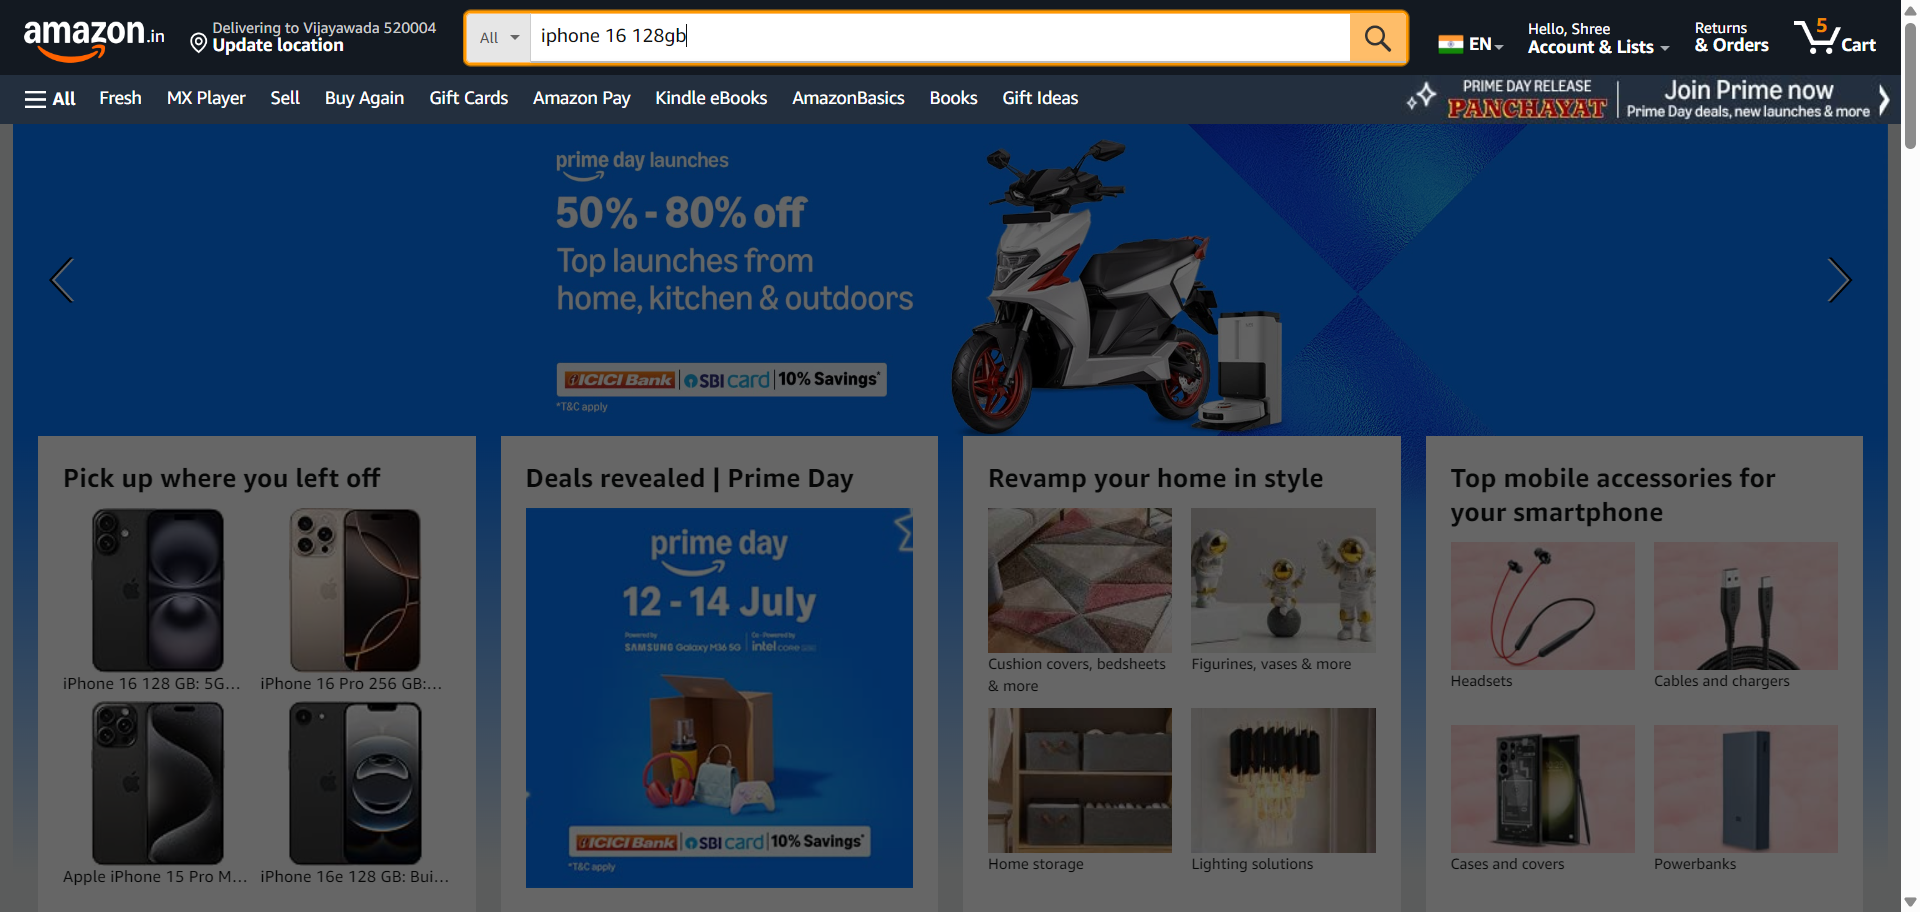 amazon.in
Delivering to Vijayawada 520004
Update location
All
iphone 16 128gb
EN
Hello, Shree
Account & Lists
Returns
& Orders
5
Cart
All
Fresh
MX Player
Sell
Buy Again
Gift Cards
Amazon Pay
Kindle eBooks
AmazonBasics
Books
Gift Ideas
PRIME DAY RELEASE
PANCHAYAT
Join Prime now
Prime Day deals, new launches & more
prime day launches
50% - 80% off
Top launches from
home, kitchen & outdoors
ICICI Bank
SBI card
10% Savings*
*T&C apply
Pick up where you left off
iPhone 16 128 GB: 5G...
iPhone 16 Pro 256 GB:...
Apple iPhone 15 Pro M...
iPhone 16e 128 GB: Bui...
Deals revealed | Prime Day
prime day
12 - 14 July
Powered by
SAMSUNG Galaxy M36 5G
Co-Powered by
intel core
ICICI Bank
SBI card
10% Savings*
*T&C apply
Revamp your home in style
Cushion covers, bedsheets
& more
Figurines, vases & more
Home storage
Lighting solutions
Top mobile accessories for
your smartphone
Headsets
Cables and chargers
Cases and covers
Powerbanks